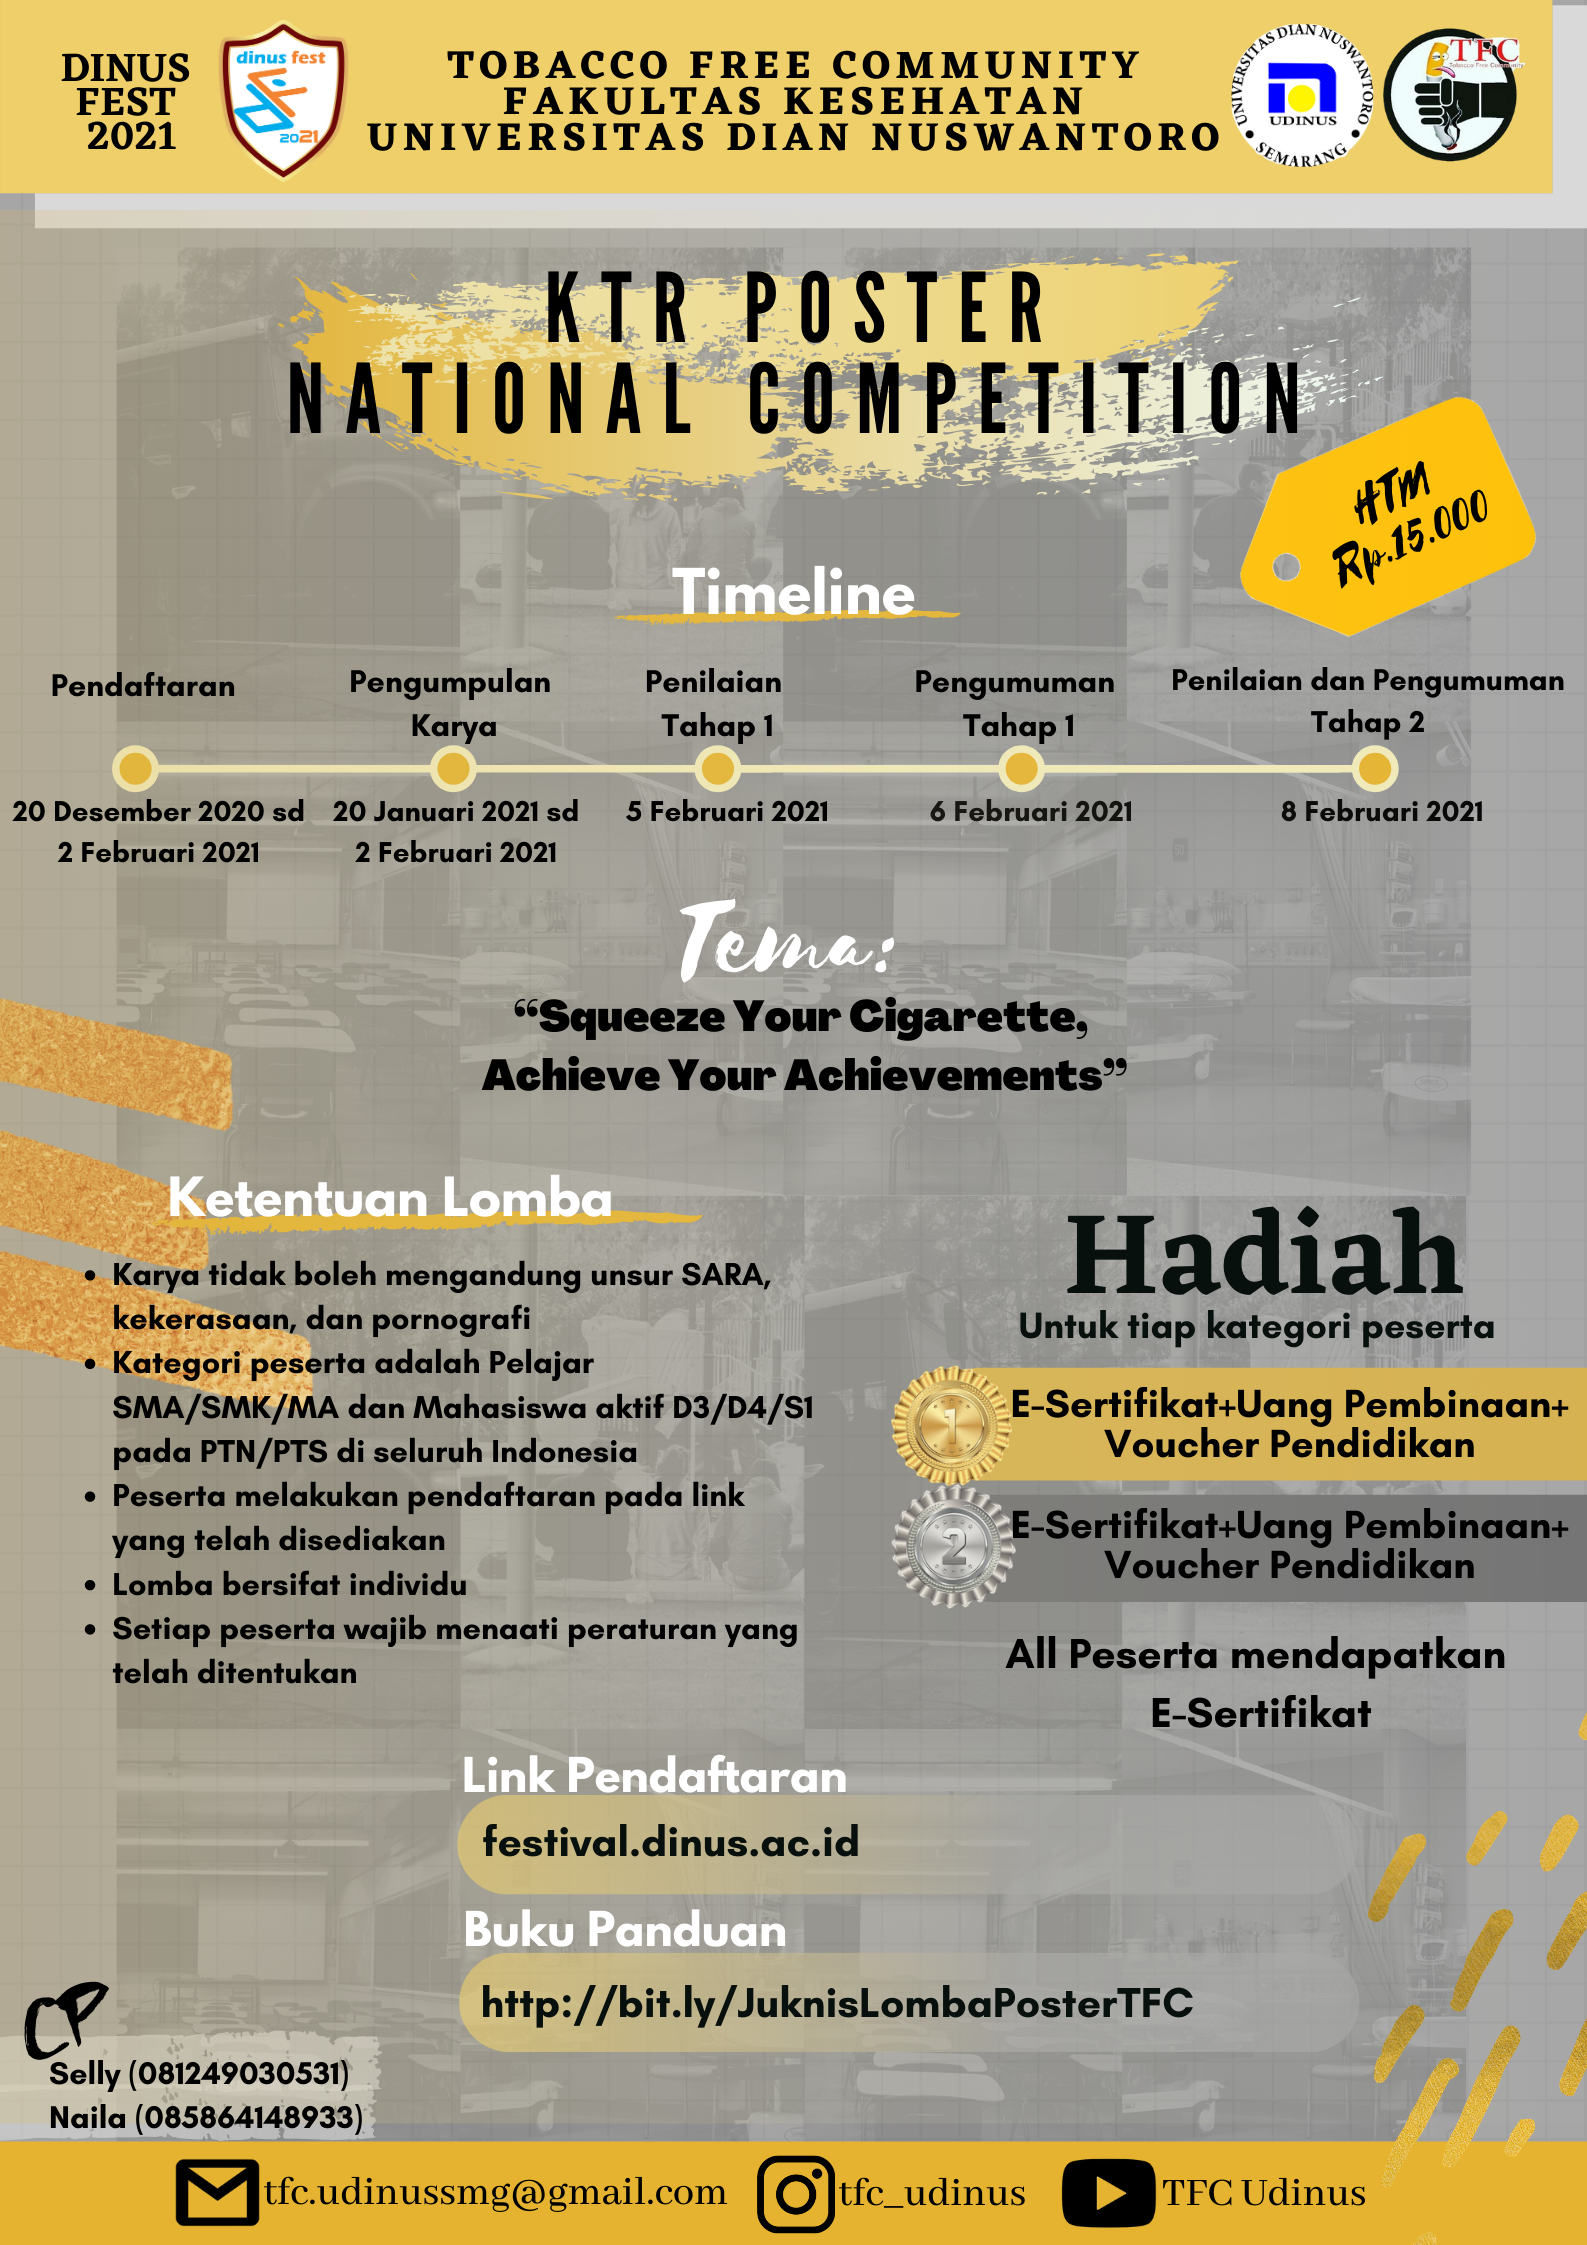 DINUS
FEST
2021
dinus fest
2021
TOBACCO FREE COMMUNITY
FAKULTAS KESEHATAN
UNIVERSITAS DIAN NUSWANTORO
UNIVERSITAS DIAN NUSWANTORO
UDINUS
SEMARANG
TFC
Tobacco Free Community
KTR POSTER
NATIONAL COMPETITION
HTM
Rp.15.000
Timeline
Pendaftaran
20 Desember 2020 sd
2 Februari 2021
Pengumpulan
Karya
20 Januari 2021 sd
2 Februari 2021
Penilaian
Tahap 1
5 Februari 2021
Pengumuman
Tahap 1
6 Februari 2021
Penilaian dan Pengumuman
Tahap 2
8 Februari 2021
Tema:
“Squeeze Your Cigarette,
Achieve Your Achievements”
Ketentuan Lomba
• Karya tidak boleh mengandung unsur SARA,
kekerasaan, dan pornografi
• Kategori peserta adalah Pelajar
SMA/SMK/MA dan Mahasiswa aktif D3/D4/S1
pada PTN/PTS di seluruh Indonesia
• Peserta melakukan pendaftaran pada link
yang telah disediakan
• Lomba bersifat individu
• Setiap peserta wajib menaati peraturan yang
telah ditentukan
Hadiah
Untuk tiap kategori peserta
1
E-Sertifikat+Uang Pembinaan+
Voucher Pendidikan
2
E-Sertifikat+Uang Pembinaan+
Voucher Pendidikan
All Peserta mendapatkan
E-Sertifikat
Link Pendaftaran
festival.dinus.ac.id
Buku Panduan
http://bit.ly/JuknisLombaPosterTFC
CP
Selly (081249030531)
Naila (085864148933)
tfc.udinussmg@gmail.com
tfc_udinus
TFC Udinus